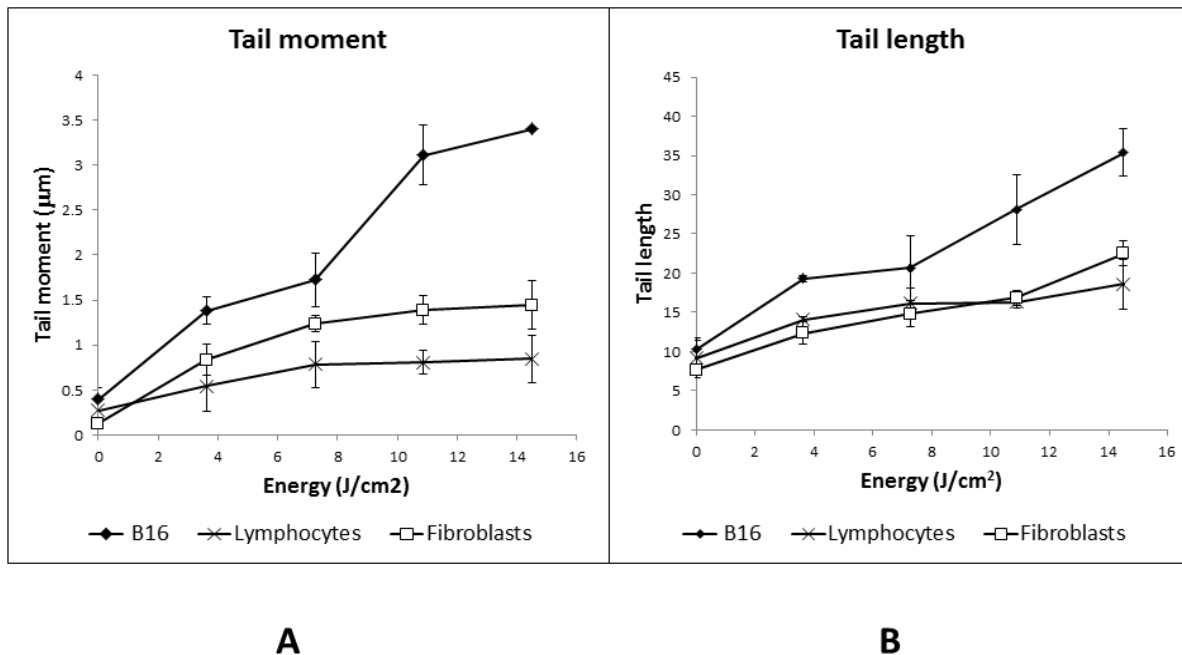 Tail moment
4
3.5
3
2.5
2
1.5
1
0.5
0
Tail moment (μm)
0 2 4 6 8 10 12 14 16
Energy (J/cm2)
B16 Lymphocytes Fibroblasts
A
Tail length
45
40
35
30
25
20
15
10
5
0
Tail length
0 2 4 6 8 10 12 14 16
Energy (J/cm²)
B16 Lymphocytes Fibroblasts
B